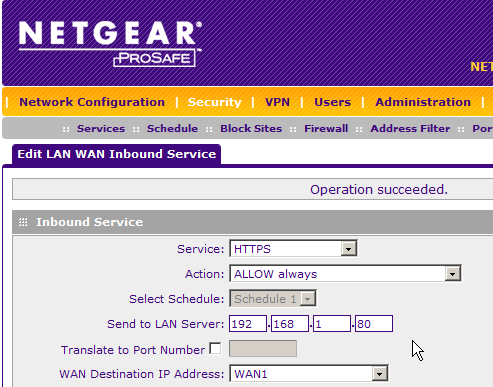 NETGEAR®
PROSAFE
NET
Network Configuration | Security | VPN | Users | Administration |
:: Services :: Schedule :: Block Sites :: Firewall :: Address Filter :: Por
Edit LAN WAN Inbound Service
Operation succeeded.
Inbound Service
Service: HTTPS
Action: ALLOW always
Select Schedule: Schedule 1
Send to LAN Server: 192.168.1.80
Translate to Port Number
WAN Destination IP Address: WAN1